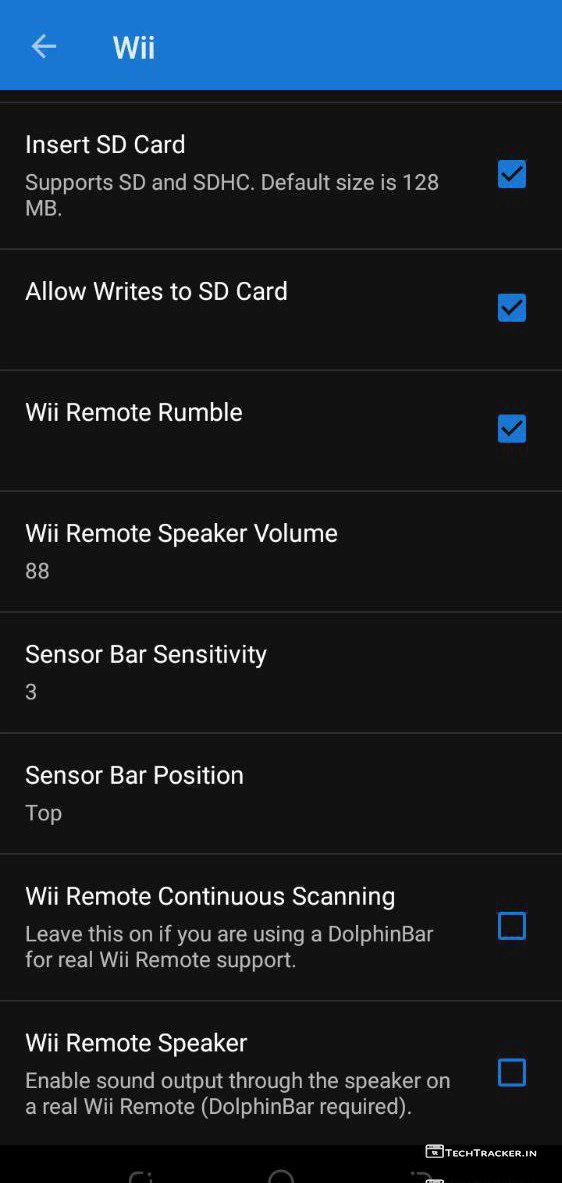 Wii
Insert SD Card
Supports SD and SDHC. Default size is 128
MB.
Allow Writes to SD Card
Wii Remote Rumble
Wii Remote Speaker Volume
88
Sensor Bar Sensitivity
3
Sensor Bar Position
Top
Wii Remote Continuous Scanning
Leave this on if you are using a DolphinBar
for real Wii Remote support.
Wii Remote Speaker
Enable sound output through the speaker on
a real Wii Remote (DolphinBar required).
TECHTRACKER.IN